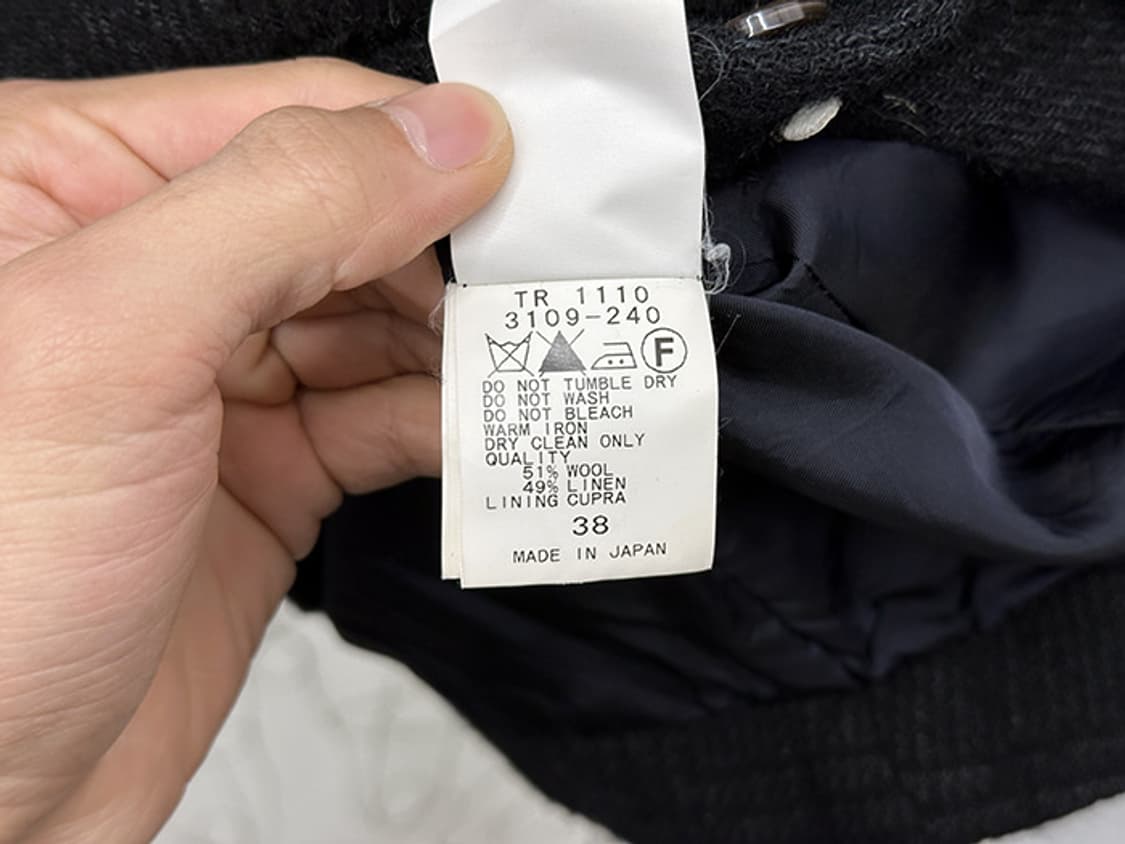 TR 1110
3109-240
F
DO NOT TUMBLE DRY
DO NOT WASH
DO NOT BLEACH
WARM IRON
DRY CLEAN ONLY
QUALITY
51% WOOL
49% LINEN
LINING CUPRA
38
MADE IN JAPAN